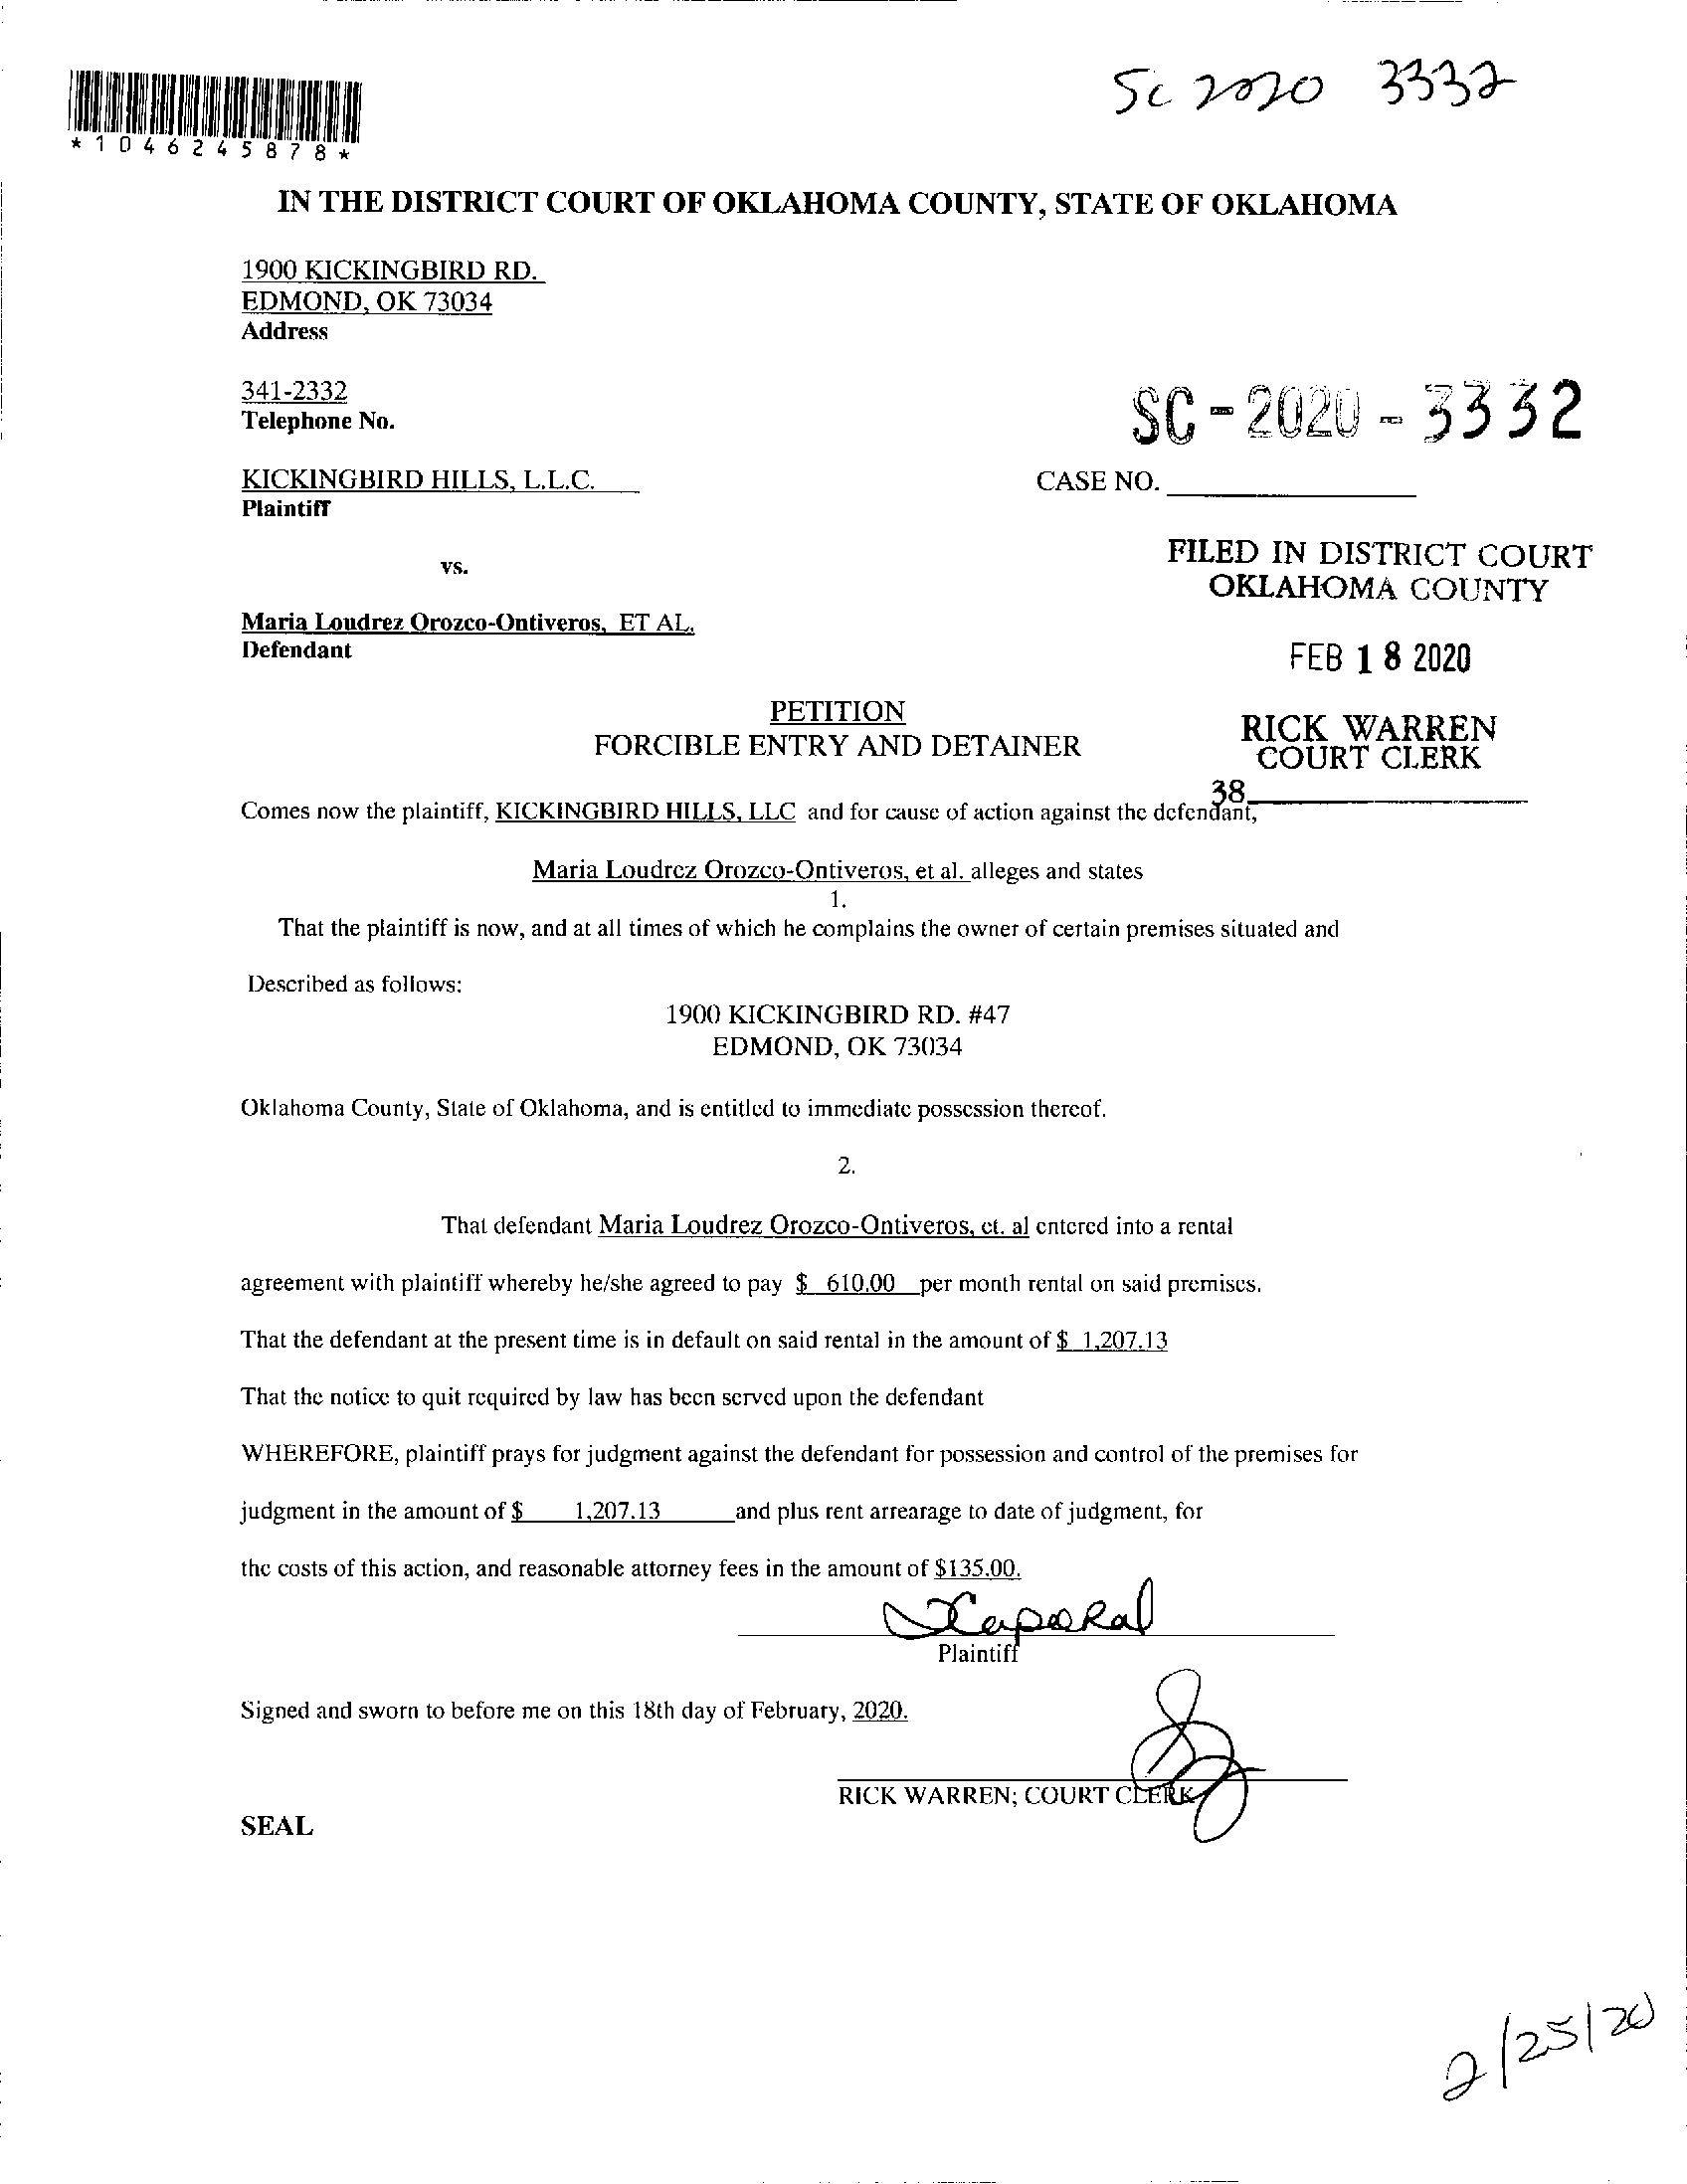 Sc 2020 3332
*1046245878*
IN THE DISTRICT COURT OF OKLAHOMA COUNTY, STATE OF OKLAHOMA
1900 KICKINGBIRD RD.
EDMOND, OK 73034
Address
341-2332
Telephone No.
SC-2020-3332
KICKINGBIRD HILLS, L.L.C.
CASE NO.
Plaintiff
FILED IN DISTRICT COURT
OKLAHOMA COUNTY
vs.
Maria Loudrez Orozco-Ontiveros, ET AL.
Defendant
FEB 18 2020
PETITION
FORCIBLE ENTRY AND DETAINER
RICK WARREN
COURT CLERK
38
Comes now the plaintiff, KICKINGBIRD HILLS, LLC and for cause of action against the defendant,
Maria Loudrez Orozco-Ontiveros, et al. alleges and states
1.
That the plaintiff is now, and at all times of which he complains the owner of certain premises situated and
Described as follows:
1900 KICKINGBIRD RD. #47
EDMOND, OK 73034
Oklahoma County, State of Oklahoma, and is entitled to immediate possession thereof.
2.
That defendant Maria Loudrez Orozco-Ontiveros, et. al entered into a rental
agreement with plaintiff whereby he/she agreed to pay $ 610.00 per month rental on said premises.
That the defendant at the present time is in default on said rental in the amount of $ 1,207.13
That the notice to quit required by law has been served upon the defendant
WHEREFORE, plaintiff prays for judgment against the defendant for possession and control of the premises for
judgment in the amount of $ 1,207.13 and plus rent arrearage to date of judgment, for
the costs of this action, and reasonable attorney fees in the amount of $135.00.
Plaintiff
Signed and sworn to before me on this 18th day of February, 2020.
RICK WARREN; COURT CLERK
SEAL
2/25/20